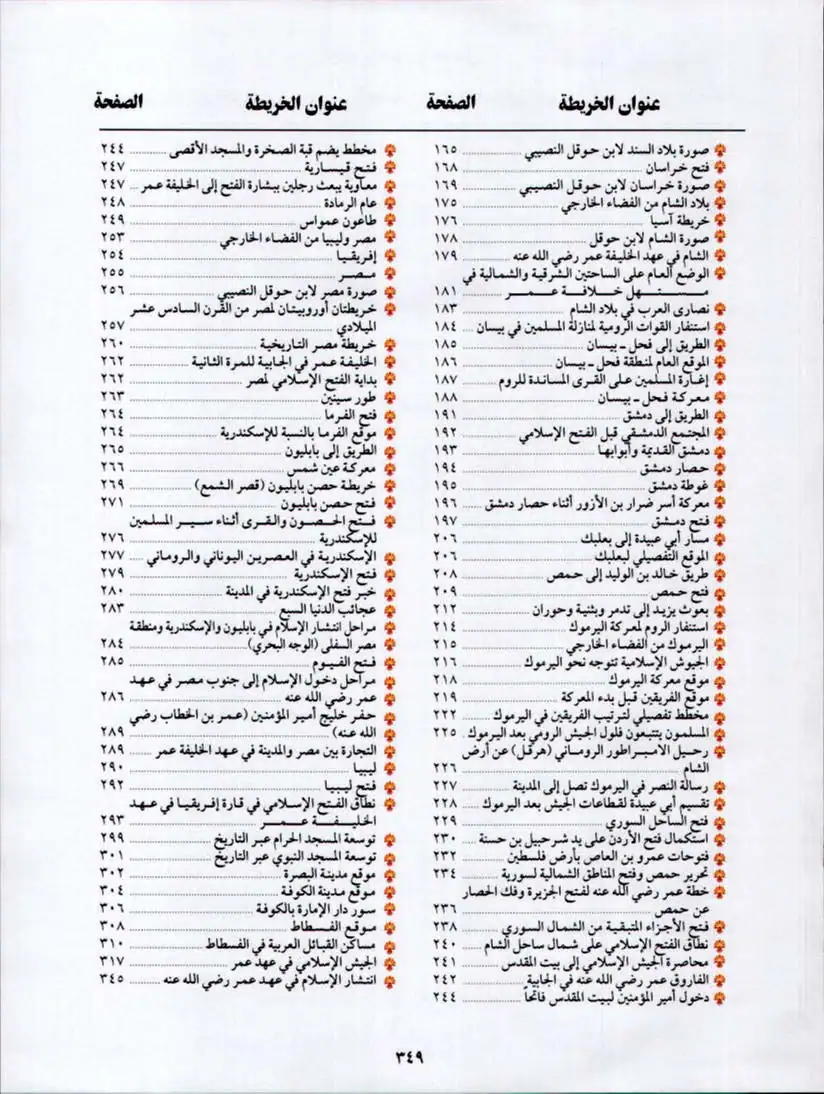 عنوان الخريطة الصفحة
صورة بلاد السند لابن حوقل النصيبي ١٦٥
فتح خراسان ١٦٨
صورة خراسان لابن حوقل النصيبي ١٦٩
بلاد الشام من الفضاء الخارجي ١٧٥
خريطة آسيا ١٧٦
صورة الشام لابن حوقل ١٧٨
الشام في عهد الخليفة عمر رضي الله عنه ١٧٩
الوضع العام على الساحتين الشرقية والشمالية في
مستهل خلافة عمر ١٨١
نصارى العرب في بلاد الشام ١٨٣
استنفار القوات الرومية لمنازلة المسلمين في بيسان ١٨٤
الطريق إلى فحل ـ بيسان ١٨٥
الموقع العام لمنطقة فحل ـ بيسان ١٨٦
إغارة المسلمين على القرى المساندة للروم ١٨٧
معركة فحل ـ بيسان ١٨٨
الطريق إلى دمشق ١٩١
المجتمع الدمشقي قبل الفتح الإسلامي ١٩٢
دمشق القديمة وأبوابها ١٩٣
حصار دمشق ١٩٤
غوطة دمشق ١٩٥
معركة أسر ضرار بن الأزور أثناء حصار دمشق ١٩٦
فتح دمشق ١٩٧
مسار أبي عبيدة إلى بعلبك ٢٠٦
الموقع التفصيلي لبعلبك ٢٠٦
طريق خالد بن الوليد إلى حمص ٢٠٨
فتح حمص ٢٠٩
بعوث يزيد إلى تدمر وبثنية وحوران ٢١٢
استنفار الروم لمعركة اليرموك ٢١٤
اليرموك من الفضاء الخارجي ٢١٥
الجيوش الإسلامية تتوجه نحو اليرموك ٢١٦
موقع معركة اليرموك ٢١٨
موقع الفريقين قبل بدء المعركة ٢١٩
مخطط تفصيلي لترتيب الفريقين في اليرموك ٢٢٢
المسلمون يتتبعون فلول الجيش الرومي بعد اليرموك ٢٢٥
رحيل الامبراطور الروماني (هرقل) عن أرض
الشام ٢٢٦
رسالة النصر في اليرموك تصل إلى المدينة ٢٢٧
تقسيم أبي عبيدة لقطاعات الجيش بعد اليرموك ٢٢٨
فتح الساحل السوري ٢٢٩
استكمال فتح الأردن على يد شرحبيل بن حسنة ٢٣٠
فتوحات عمرو بن العاص بأرض فلسطين ٢٣٢
تحرير حمص وفتح المناطق الشمالية لسورية ٢٣٤
خطة عمر رضي الله عنه لفتح الجزيرة وفك الحصار
عن حمص ٢٣٦
فتح الأجزاء المتبقية من الشمال السوري ٢٣٨
نطاق الفتح الإسلامي على شمال ساحل الشام ٢٤٠
محاصرة الجيش الإسلامي إلى بيت المقدس ٢٤١
الفاروق عمر رضي الله عنه في الجابية ٢٤٢
دخول أمير المؤمنين لبيت المقدس فاتحاً ٢٤٤
عنوان الخريطة الصفحة
مخطط يضم قبة الصخرة والمسجد الأقصى ٢٤٤
فتح قيسارية ٢٤٧
معاوية يبعث رجلين ببشارة الفتح إلى الخليفة عمر ٢٤٧
عام الرمادة ٢٤٨
طاعون عمواس ٢٤٩
مصر وليبيا من الفضاء الخارجي ٢٥٣
إفريقيا ٢٥٤
مصر ٢٥٥
صورة مصر لابن حوقل النصيبي ٢٥٦
خريطتان أوروبيتان لمصر من القرن السادس عشر
الميلادي ٢٥٧
خريطة مصر التاريخية ٢٦٠
الخليفة عمر في الجابية للمرة الثانية ٢٦٢
بداية الفتح الإسلامي لمصر ٢٦٢
طور سينين ٢٦٣
فتح الفرما ٢٦٤
موقع الفرما بالنسبة للإسكندرية ٢٦٤
الطريق إلى بابليون ٢٦٥
معركة عين شمس ٢٦٦
خريطة حصن بابليون (قصر الشمع) ٢٦٩
فتح حصن بابليون ٢٧١
فتح الحصون والقرى أثناء سير المسلمين
للإسكندرية ٢٧٦
الإسكندرية في العصرين اليوناني والروماني ٢٧٧
فتح الإسكندرية ٢٧٩
خبر فتح الإسكندرية في المدينة ٢٨٠
عجائب الدنيا السبع ٢٨٣
مراحل انتشار الإسلام في بابليون والإسكندرية ومنطقة
مصر السفلى (الوجه البحري) ٢٨٤
فتح الفيوم ٢٨٥
مراحل دخول الإسلام إلى جنوب مصر في عهد
عمر رضي الله عنه ٢٨٦
حفر خليج أمير المؤمنين (عمر بن الخطاب رضي
الله عنه) ٢٨٩
التجارة بين مصر والمدينة في عهد الخليفة عمر ٢٨٩
ليبيا ٢٩٠
فتح ليبيا ٢٩٢
نطاق الفتح الإسلامي في قارة إفريقيا في عهد
الخليفة عمر ٢٩٣
توسعة المسجد الحرام عبر التاريخ ٢٩٩
توسعة المسجد النبوي عبر التاريخ ٣٠١
موقع مدينة البصرة ٣٠٢
موقع مدينة الكوفة ٣٠٤
سور دار الإمارة بالكوفة ٣٠٦
موقع الفسطاط ٣٠٨
مساكن القبائل العربية في الفسطاط ٣١٠
الجيش الإسلامي في عهد عمر ٣١٧
انتشار الإسلام في عهد عمر رضي الله عنه ٣٤٥
٣٤٩